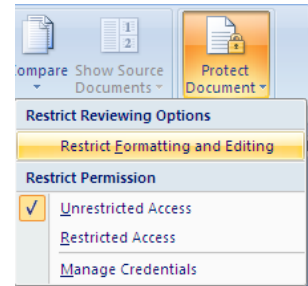 1
2
ompare Show Source Protect
Documents Document
Restrict Reviewing Options
Restrict Formatting and Editing
Restrict Permission
Unrestricted Access
Restricted Access
Manage Credentials